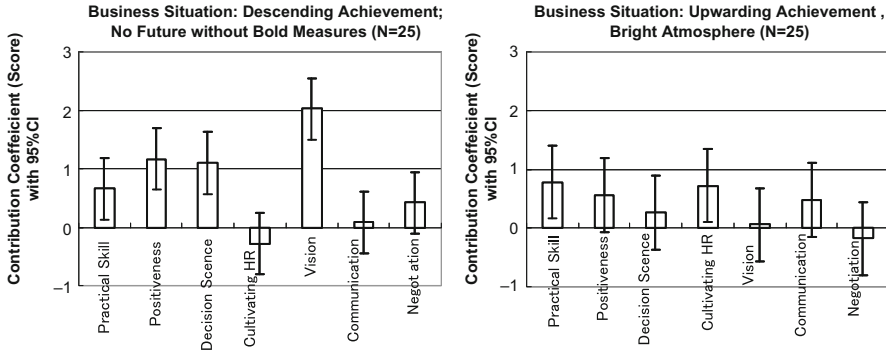 Business Situation: Descending Achievement;
No Future without Bold Measures (N=25)
Contribution Coeffeicient (Score)
with 95%CI
3
2
1
0
–1
Practical Skill
Positiveness
Decision Scence
Cultivating HR
Vision
Communication
Negot ation
Business Situation: Upwarding Achievement ,
Bright Atmosphere (N=25)
Contribution Coeffeicient (Score)
with 95%CI
3
2
1
0
–1
Practical Skill
Positiveness
Decision Scence
Cultivating HR
Vision
Communication
Negotiation